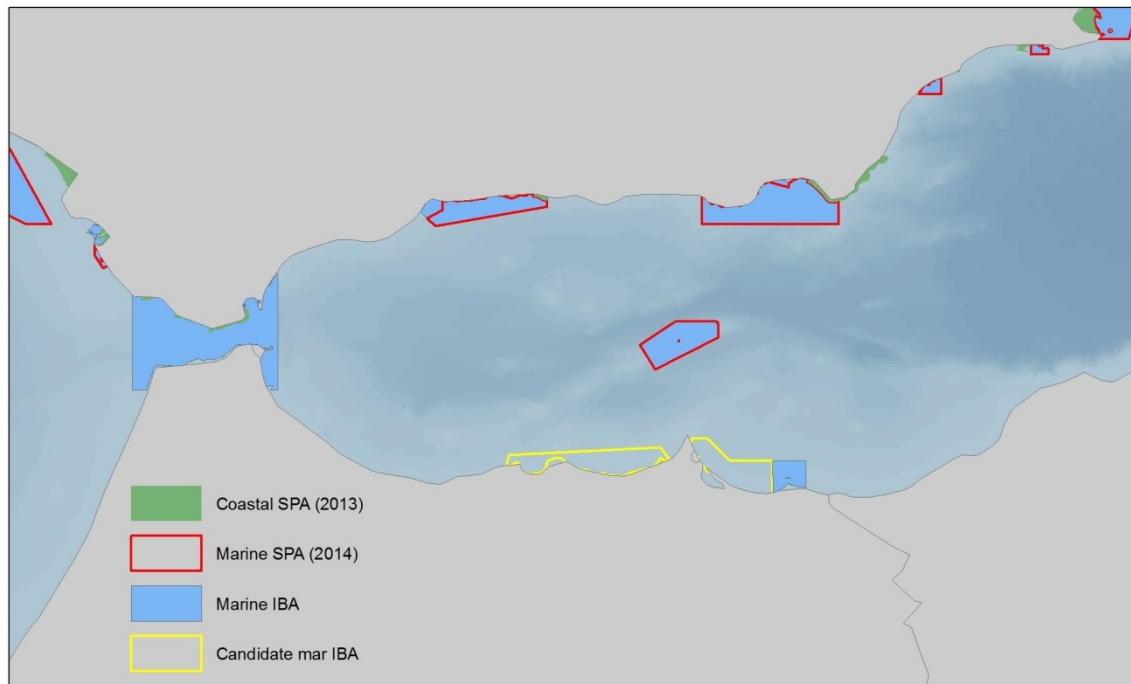 Coastal SPA (2013)
Marine SPA (2014)
Marine IBA
Candidate mar IBA